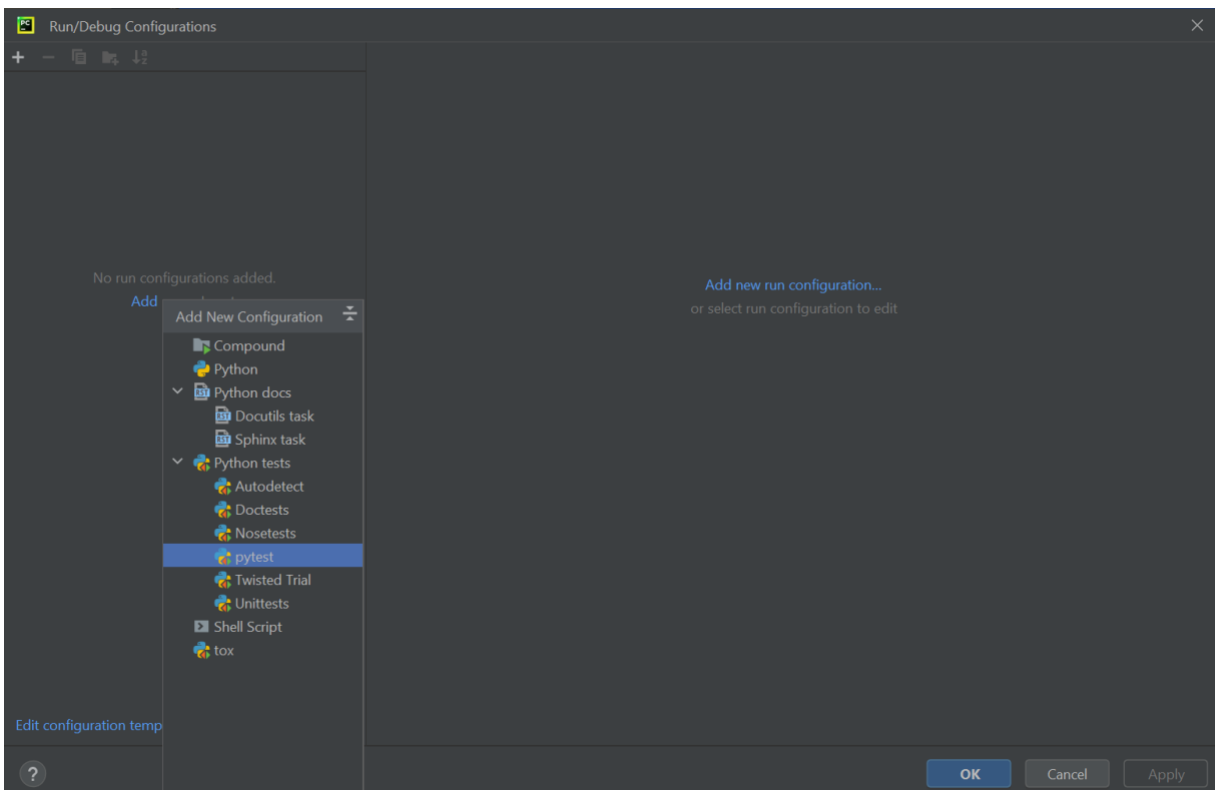 PC
Run/Debug Configurations
No run configurations added.
Add
Add new run configuration...
or select run configuration to edit
Add New Configuration
Compound
Python
Python docs
Docutils task
Sphinx task
Python tests
Autodetect
Doctests
Nosetests
pytest
Twisted Trial
Unittests
Shell Script
tox
Edit configuration temp
?
OK
Cancel
Apply